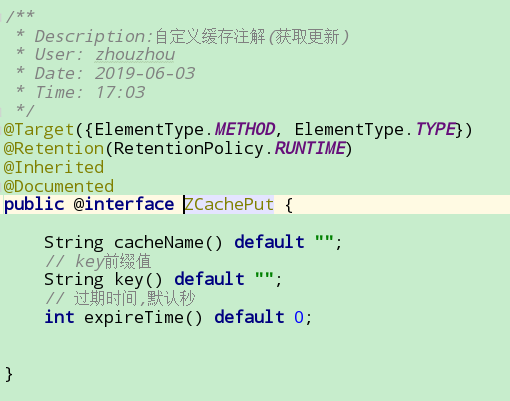 /**
 * Description:自定义缓存注解(获取更新)
 * User: zhouzhou
 * Date: 2019-06-03
 * Time: 17:03
 */
@Target({ElementType.METHOD, ElementType.TYPE})
@Retention(RetentionPolicy.RUNTIME)
@Inherited
@Documented
public @interface ZCachePut {
    String cacheName() default "";
    // key前缀值
    String key() default "";
    // 过期时间,默认秒
    int expireTime() default 0;
}